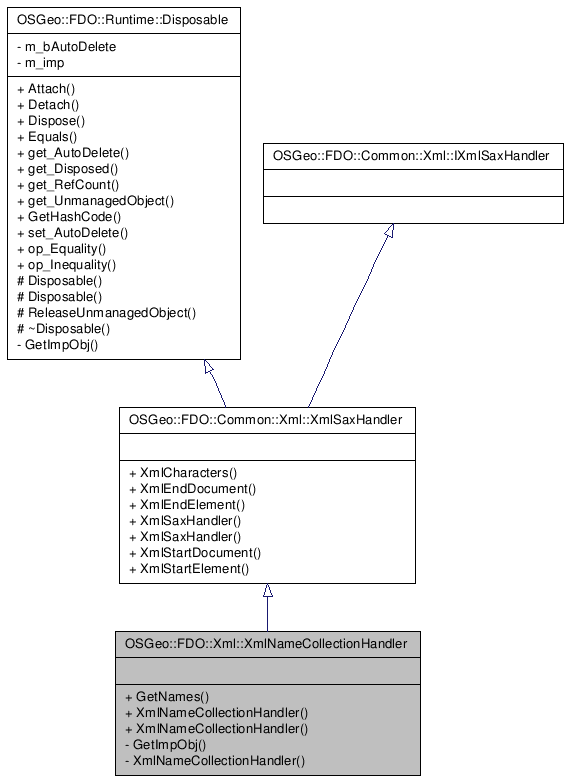 OSGeo::FDO::Runtime::Disposable
- m_bAutoDelete
- m_imp
+ Attach()
+ Detach()
+ Dispose()
+ Equals()
+ get_AutoDelete()
+ get_Disposed()
+ get_RefCount()
+ get_UnmanagedObject()
+ GetHashCode()
+ set_AutoDelete()
+ op_Equality()
+ op_Inequality()
# Disposable()
# Disposable()
# ReleaseUnmanagedObject()
# ~Disposable()
- GetImpObj()
OSGeo::FDO::Common::Xml::IXmlSaxHandler
OSGeo::FDO::Common::Xml::XmlSaxHandler
+ XmlCharacters()
+ XmlEndDocument()
+ XmlEndElement()
+ XmlSaxHandler()
+ XmlSaxHandler()
+ XmlStartDocument()
+ XmlStartElement()
OSGeo::FDO::Xml::XmlNameCollectionHandler
+ GetNames()
+ XmlNameCollectionHandler()
+ XmlNameCollectionHandler()
- GetImpObj()
- XmlNameCollectionHandler()